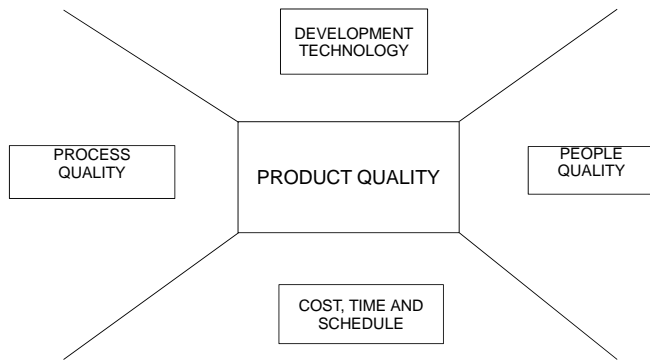 DEVELOPMENT
TECHNOLOGY
PROCESS
QUALITY
PRODUCT QUALITY
PEOPLE
QUALITY
COST, TIME AND
SCHEDULE